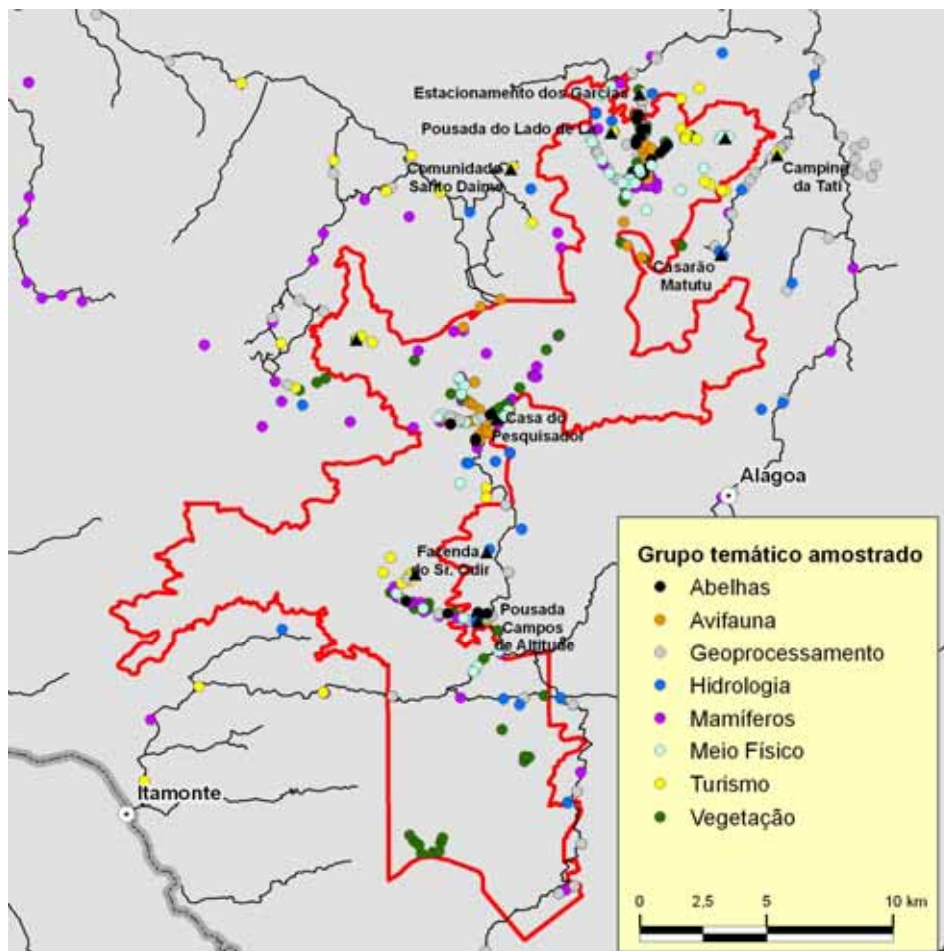 Estacionamento dos Garcias
Pousada do Lado de Lá
Comunidade
Santo Daime
Camping
da Tati
Casarão
Matutu
Casa do
Pesquisador
Alagoa
Fazenda
do Sr. Odir
Pousada
Campos
de Altitude
Itamonte
Grupo temático amostrado
Abelhas
Avifauna
Geoprocessamento
Hidrologia
Mamíferos
Meio Físico
Turismo
Vegetação
0 2,5 5 10 km